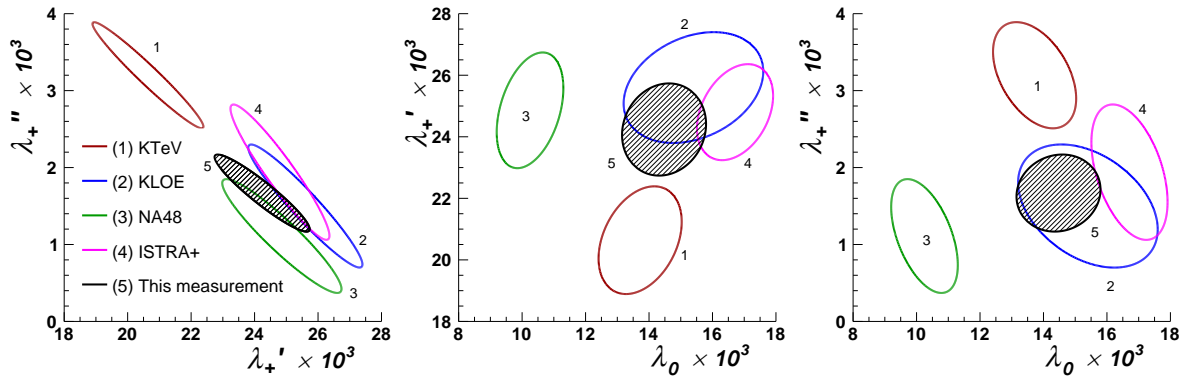 λ₊'' × 10³
4
3
2
1
0
1
4
5
2
3
(1) KTeV
(2) KLOE
(3) NA48
(4) ISTRA+
(5) This measurement
18 20 22 24 26 28
λ₊' × 10³
λ₊' × 10³
28
26
24
22
20
18
2
3
5
4
1
8 10 12 14 16 18
λ₀ × 10³
λ₊'' × 10³
4
3
2
1
0
1
4
3
5
2
8 10 12 14 16 18
λ₀ × 10³